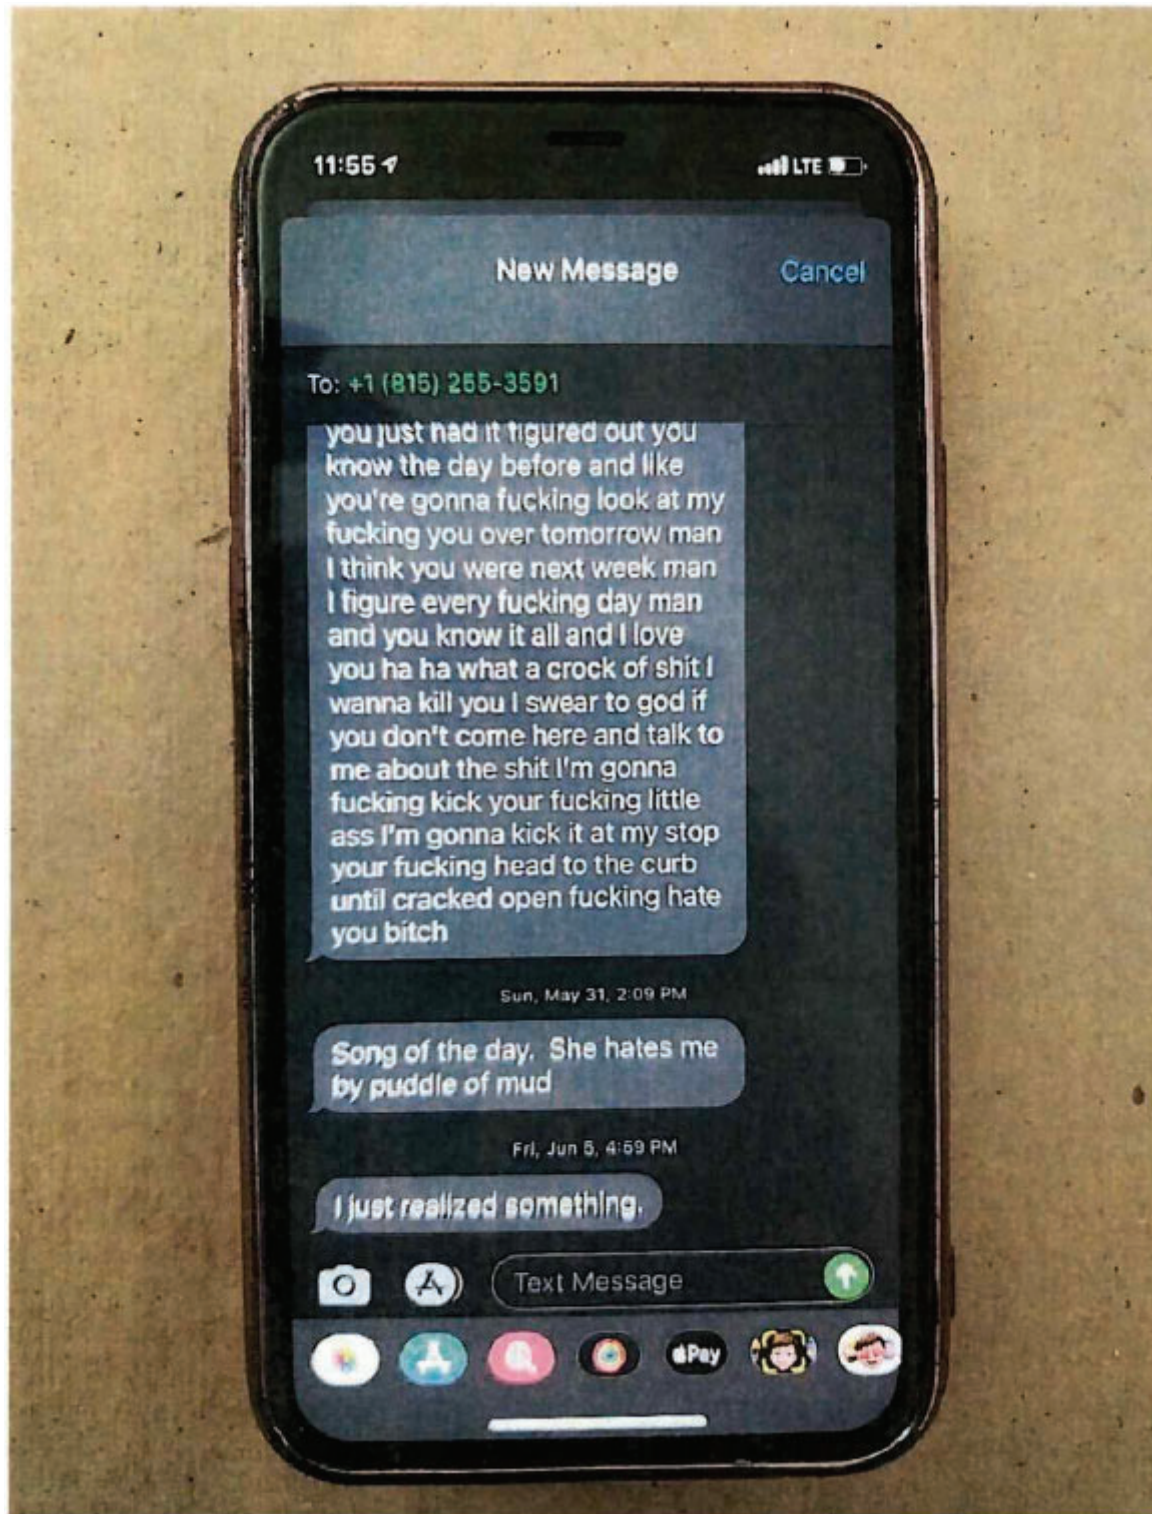 11:55
LTE
New Message
Cancel
To: +1 (815) 255-3591
you just had it figured out you
know the day before and like
you're gonna fucking look at my
fucking you over tomorrow man
I think you were next week man
I figure every fucking day man
and you know it all and I love
you ha ha what a crock of shit I
wanna kill you I swear to god if
you don't come here and talk to
me about the shit I'm gonna
fucking kick your fucking little
ass I'm gonna kick it at my stop
your fucking head to the curb
until cracked open fucking hate
you bitch
Sun, May 31, 2:09 PM
Song of the day. She hates me
by puddle of mud
Fri, Jun 5, 4:59 PM
I just realized something.
Text Message
Pay